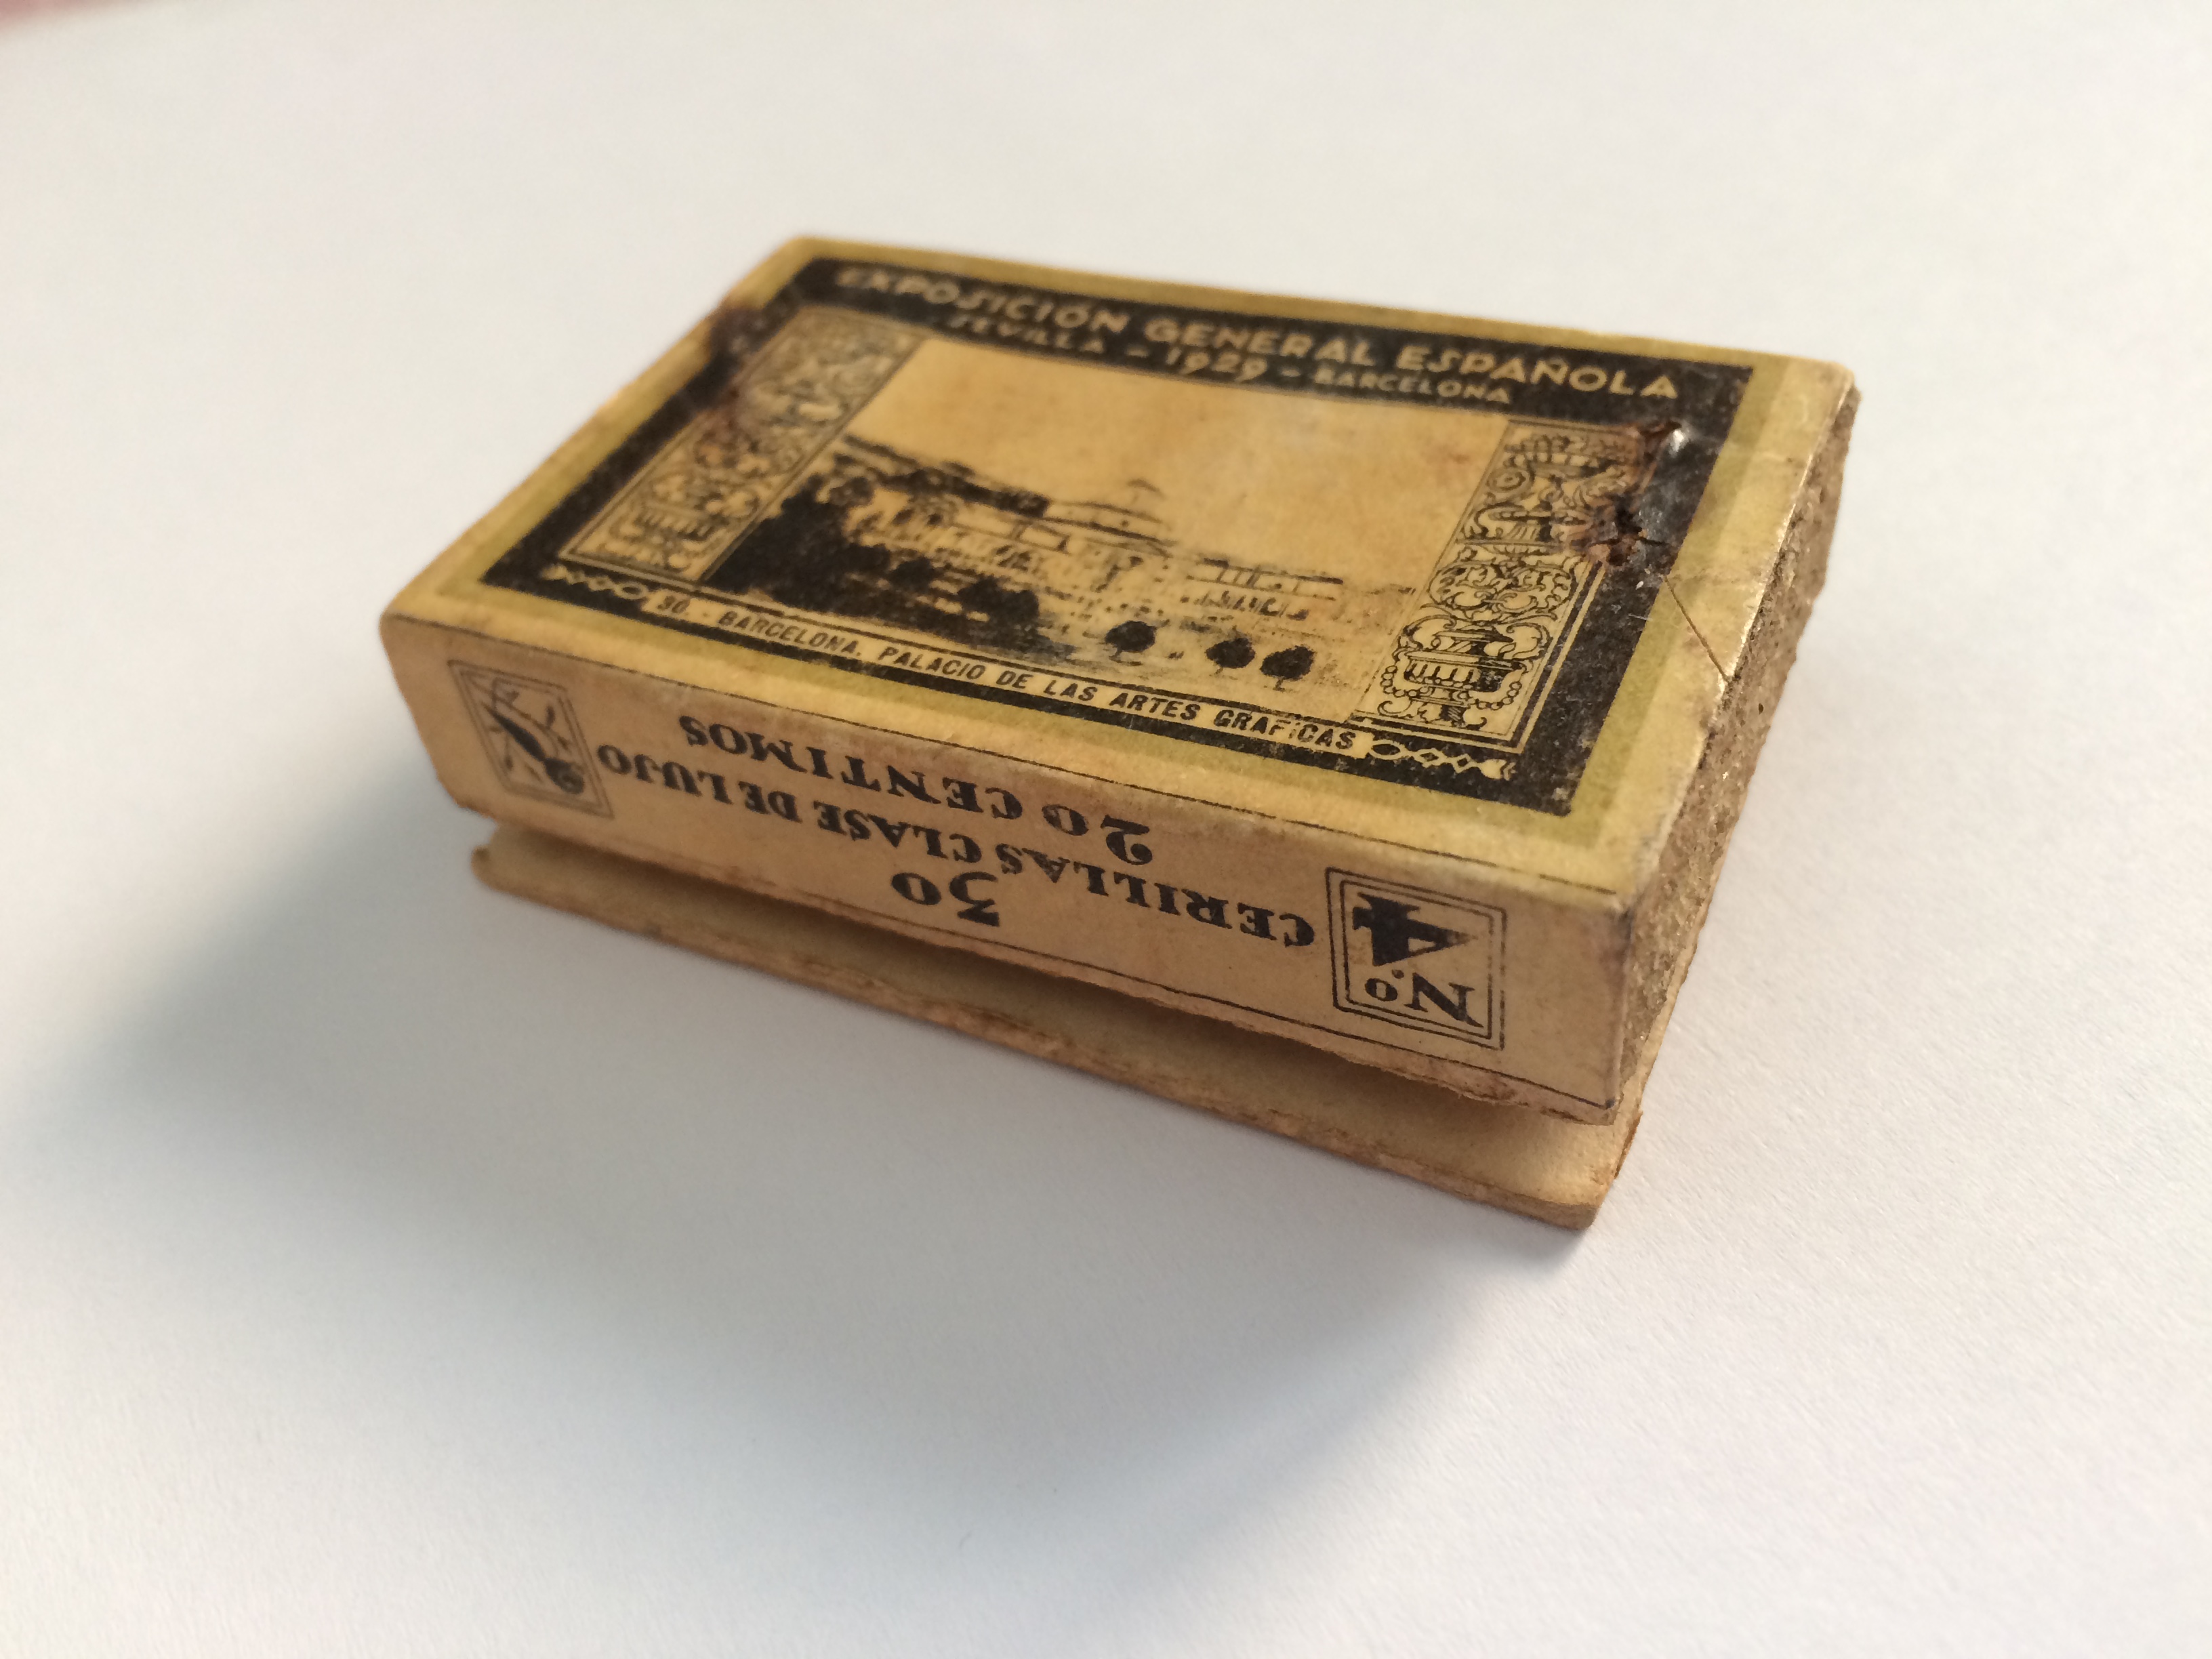 EXPOSICIÓN GENERAL ESPAÑOLA
SEVILLA - 1929 - BARCELONA
30. - BARCELONA. PALACIO DE LAS ARTES GRAFICAS
Nº 4
30
CERILLAS CLASE DE LUJO
20 CENTIMOS